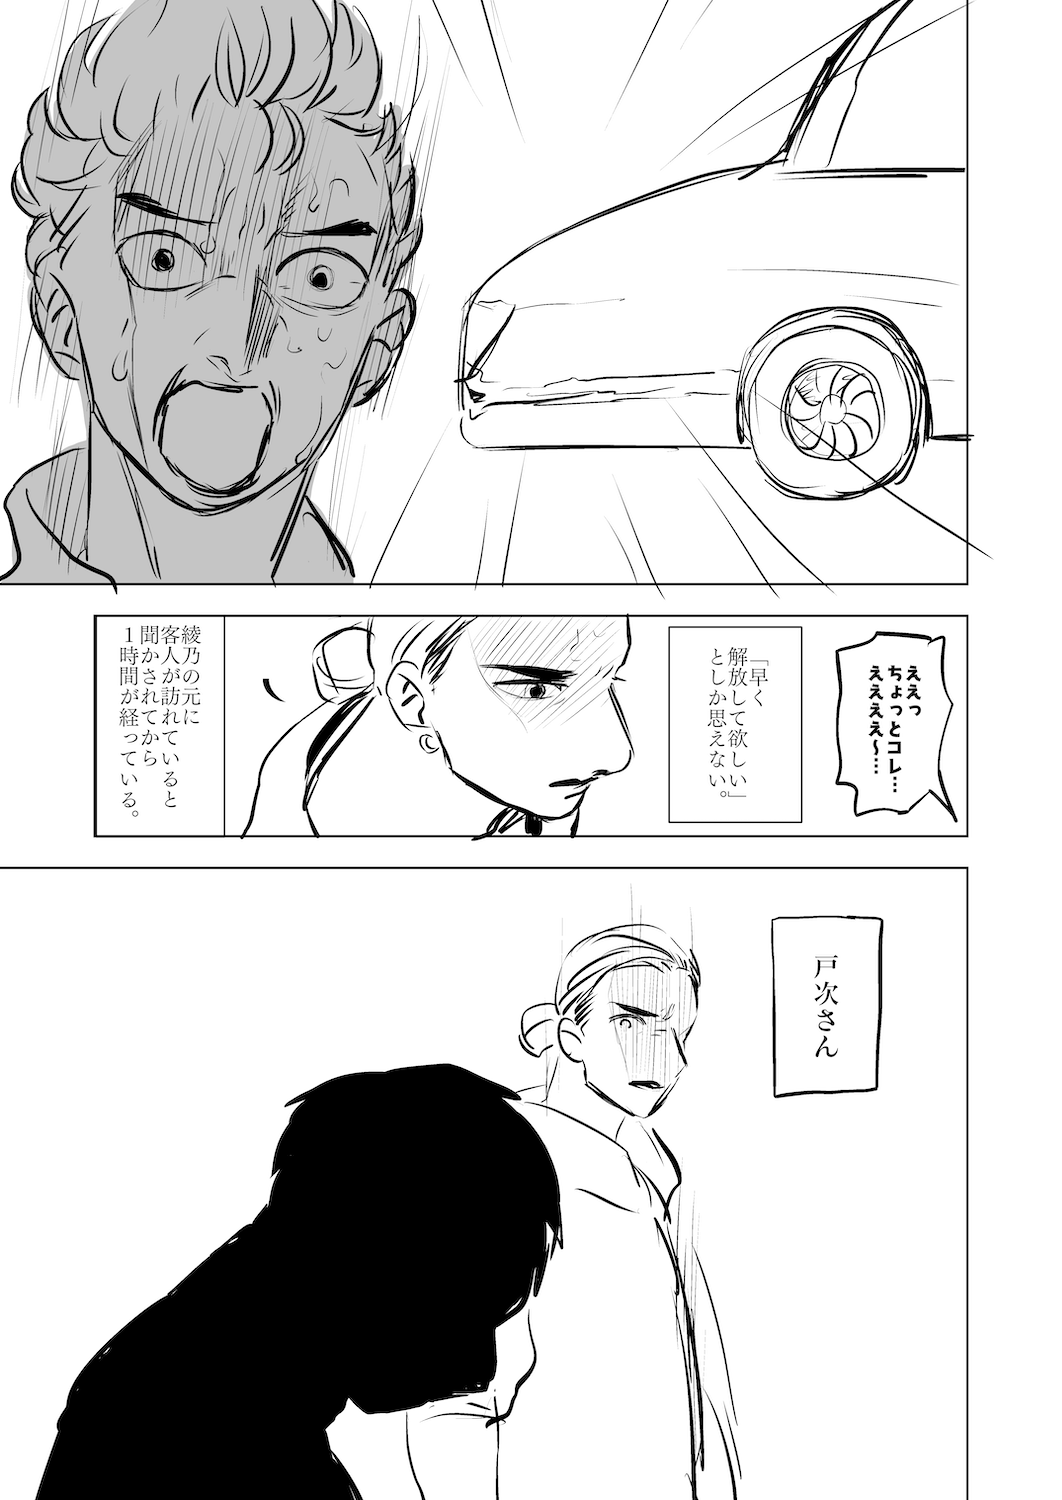 ええっ
ちょっとコレ…
ええええ～…
「早く
解放して欲しい」
としか思えない。
綾乃の元に
客人が訪れていると
聞かされてから
１時間が経っている。
戸次さん